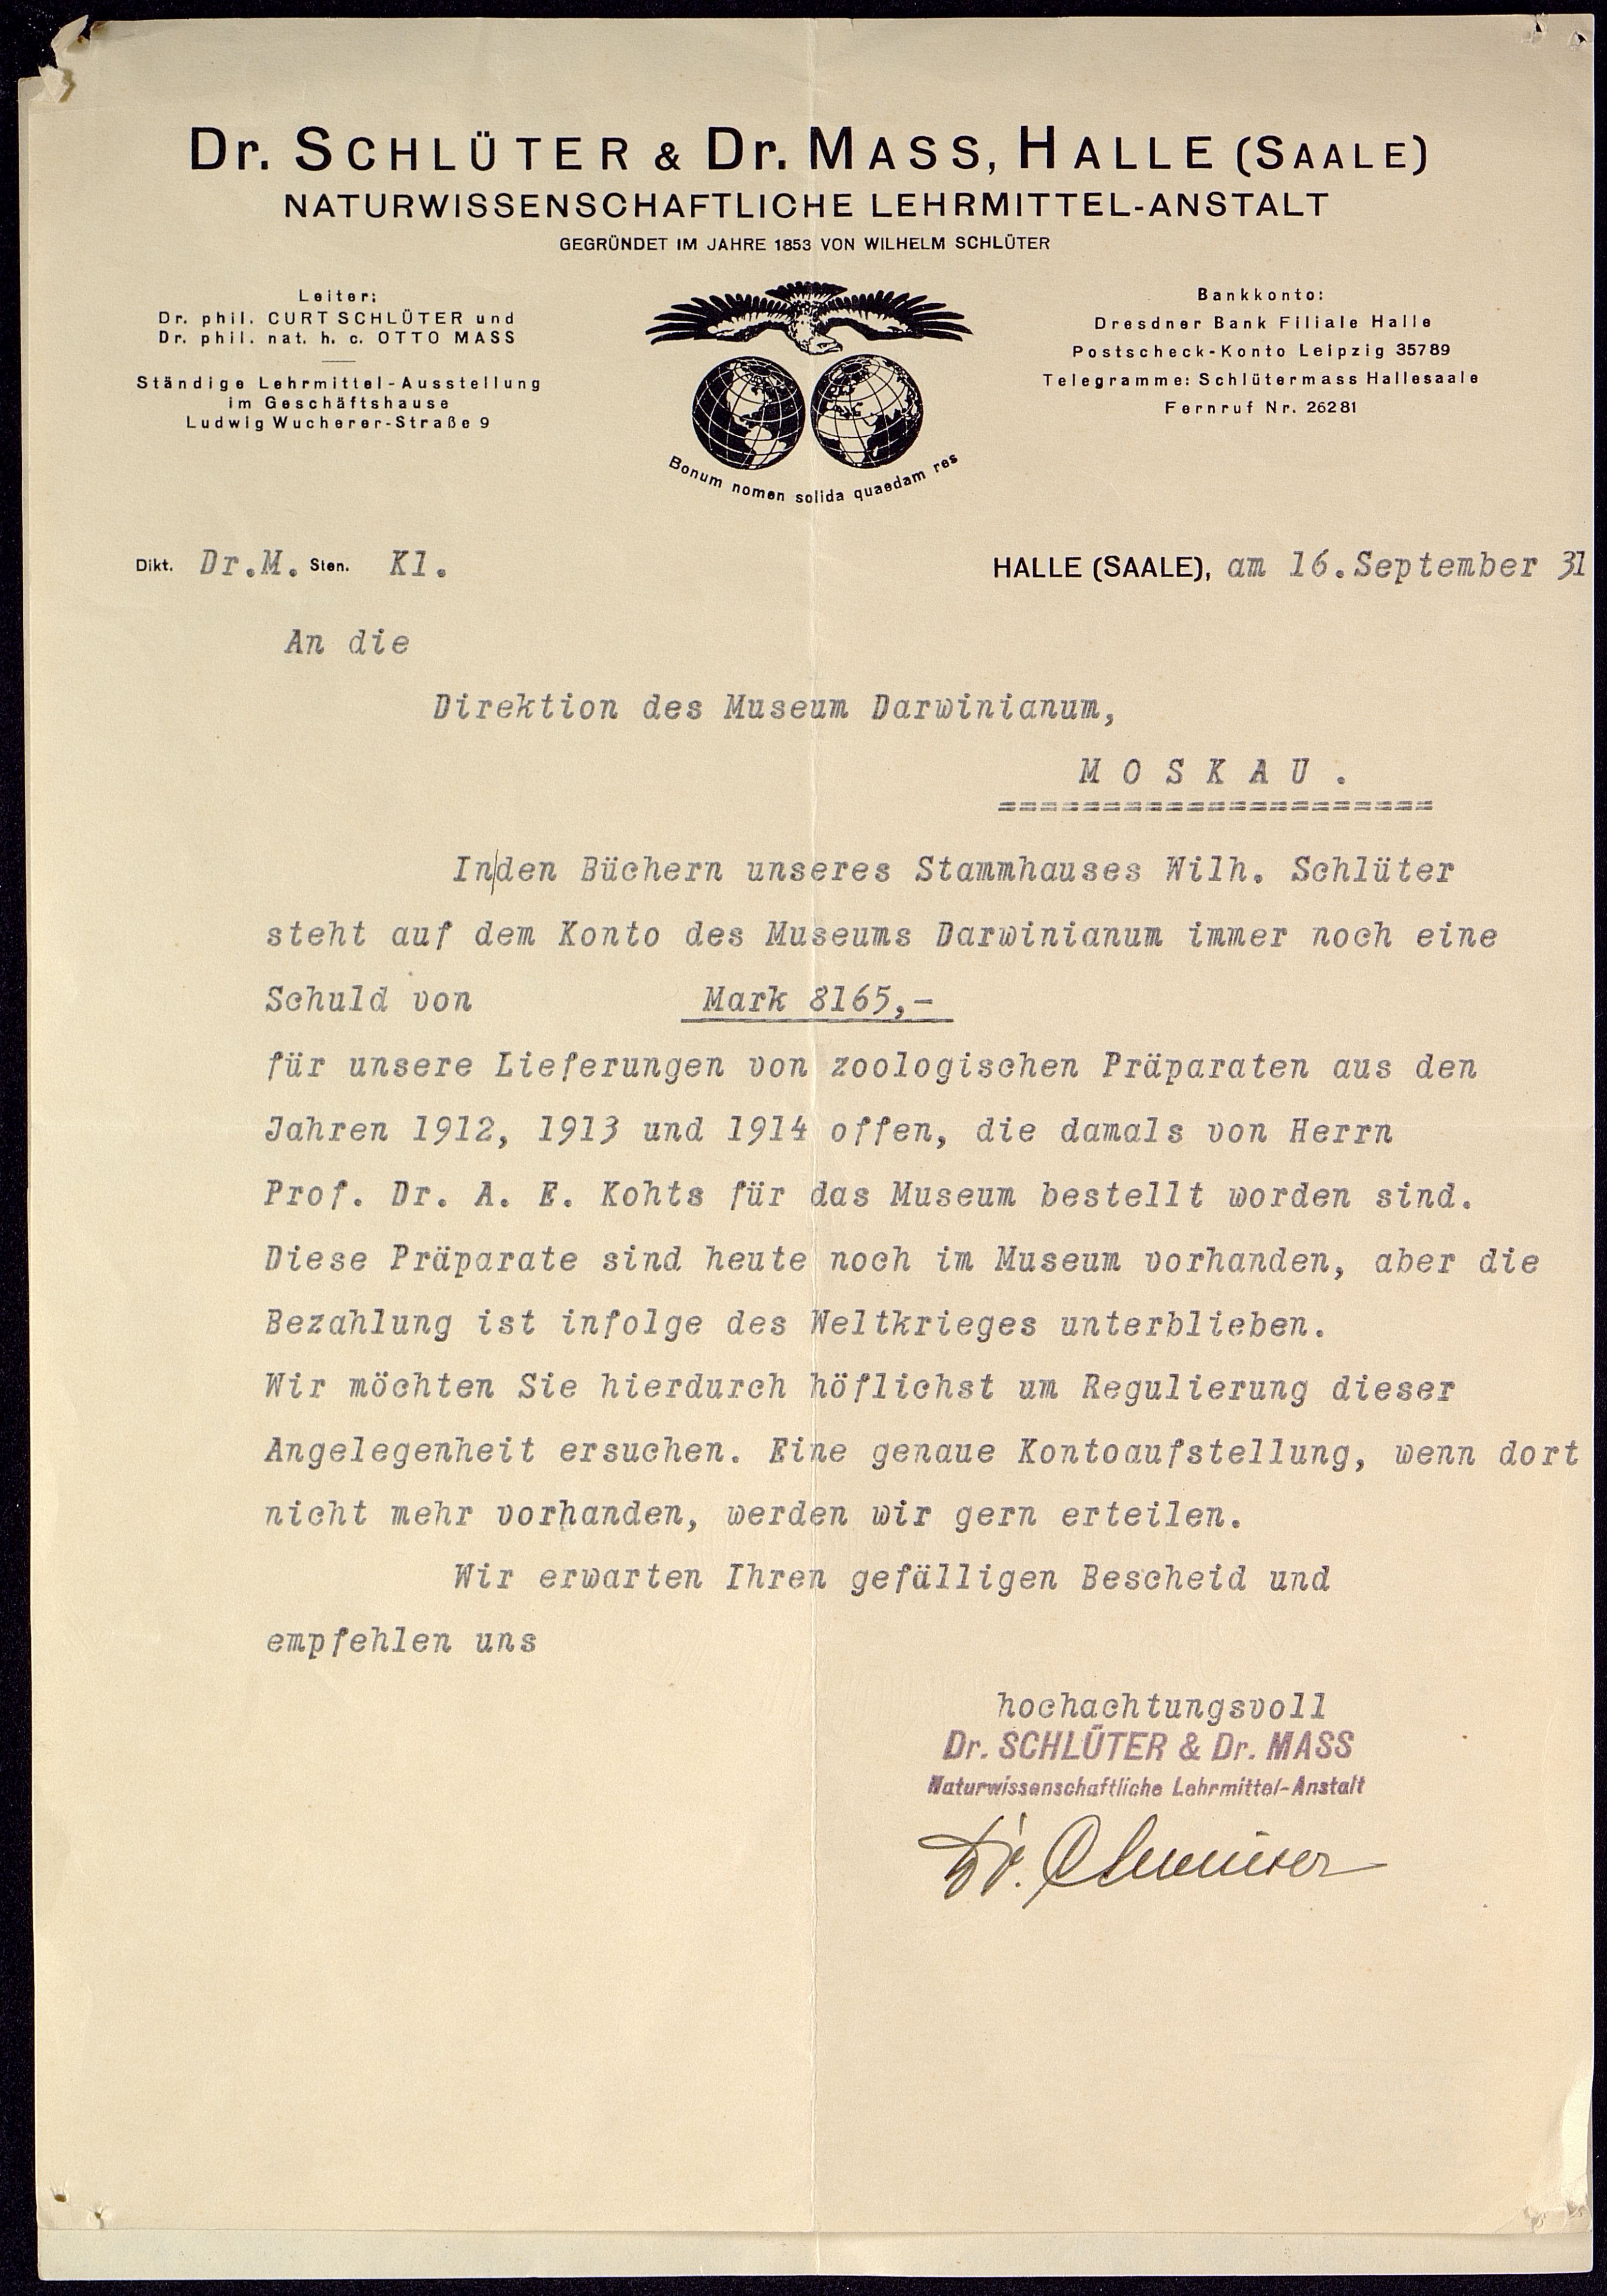 Dr. SCHLÜTER & Dr. MASS, HALLE (SAALE)
NATURWISSENSCHAFTLICHE LEHRMITTEL-ANSTALT
GEGRÜNDET IM JAHRE 1853 VON WILHELM SCHLÜTER
Leiter:
Dr. phil. CURT SCHLÜTER und
Dr. phil. nat. h. c. OTTO MASS
Ständige Lehrmittel-Ausstellung
im Geschäftshause
Ludwig Wucherer-Straße 9
Bonum nomen solida quaedam res
Bankkonto:
Dresdner Bank Filiale Halle
Postscheck-Konto Leipzig 35789
Telegramme: Schlütermass Hallesaale
Fernruf Nr. 26281
Dikt. Dr.M. Sten. Kl.
HALLE (SAALE), am 16.September 31
An die
Direktion des Museum Darwinianum,
M O S K A U .
=====================
In|den Büchern unseres Stammhauses Wilh. Schlüter
steht auf dem Konto des Museums Darwinianum immer noch eine
Schuld von Mark 8165,-
für unsere Lieferungen von zoologischen Präparaten aus den
Jahren 1912, 1913 und 1914 offen, die damals von Herrn
Prof. Dr. A. E. Kohts für das Museum bestellt worden sind.
Diese Präparate sind heute noch im Museum vorhanden, aber die
Bezahlung ist infolge des Weltkrieges unterblieben.
Wir möchten Sie hierdurch höflichst um Regulierung dieser
Angelegenheit ersuchen. Eine genaue Kontoaufstellung, wenn dort
nicht mehr vorhanden, werden wir gern erteilen.
Wir erwarten Ihren gefälligen Bescheid und
empfehlen uns
hochachtungsvoll
Dr. SCHLÜTER & Dr. MASS
Naturwissenschaftliche Lehrmittel-Anstalt
Dr.